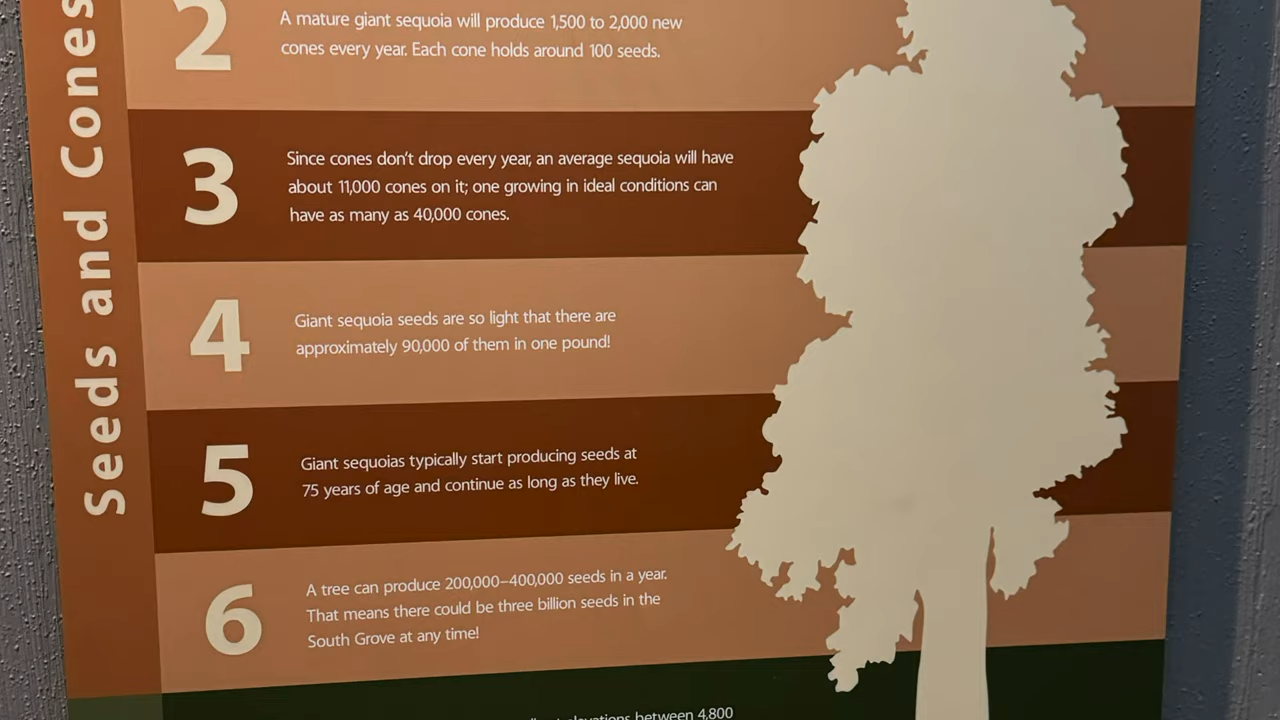 Seeds and Cones
2
A mature giant sequoia will produce 1,500 to 2,000 new
cones every year. Each cone holds around 100 seeds.
3
Since cones don't drop every year, an average sequoia will have
about 11,000 cones on it; one growing in ideal conditions can
have as many as 40,000 cones.
4
Giant sequoia seeds are so light that there are
approximately 90,000 of them in one pound!
5
Giant sequoias typically start producing seeds at
75 years of age and continue as long as they live.
6
A tree can produce 200,000–400,000 seeds in a year.
That means there could be three billion seeds in the
South Grove at any time!
between 4,800